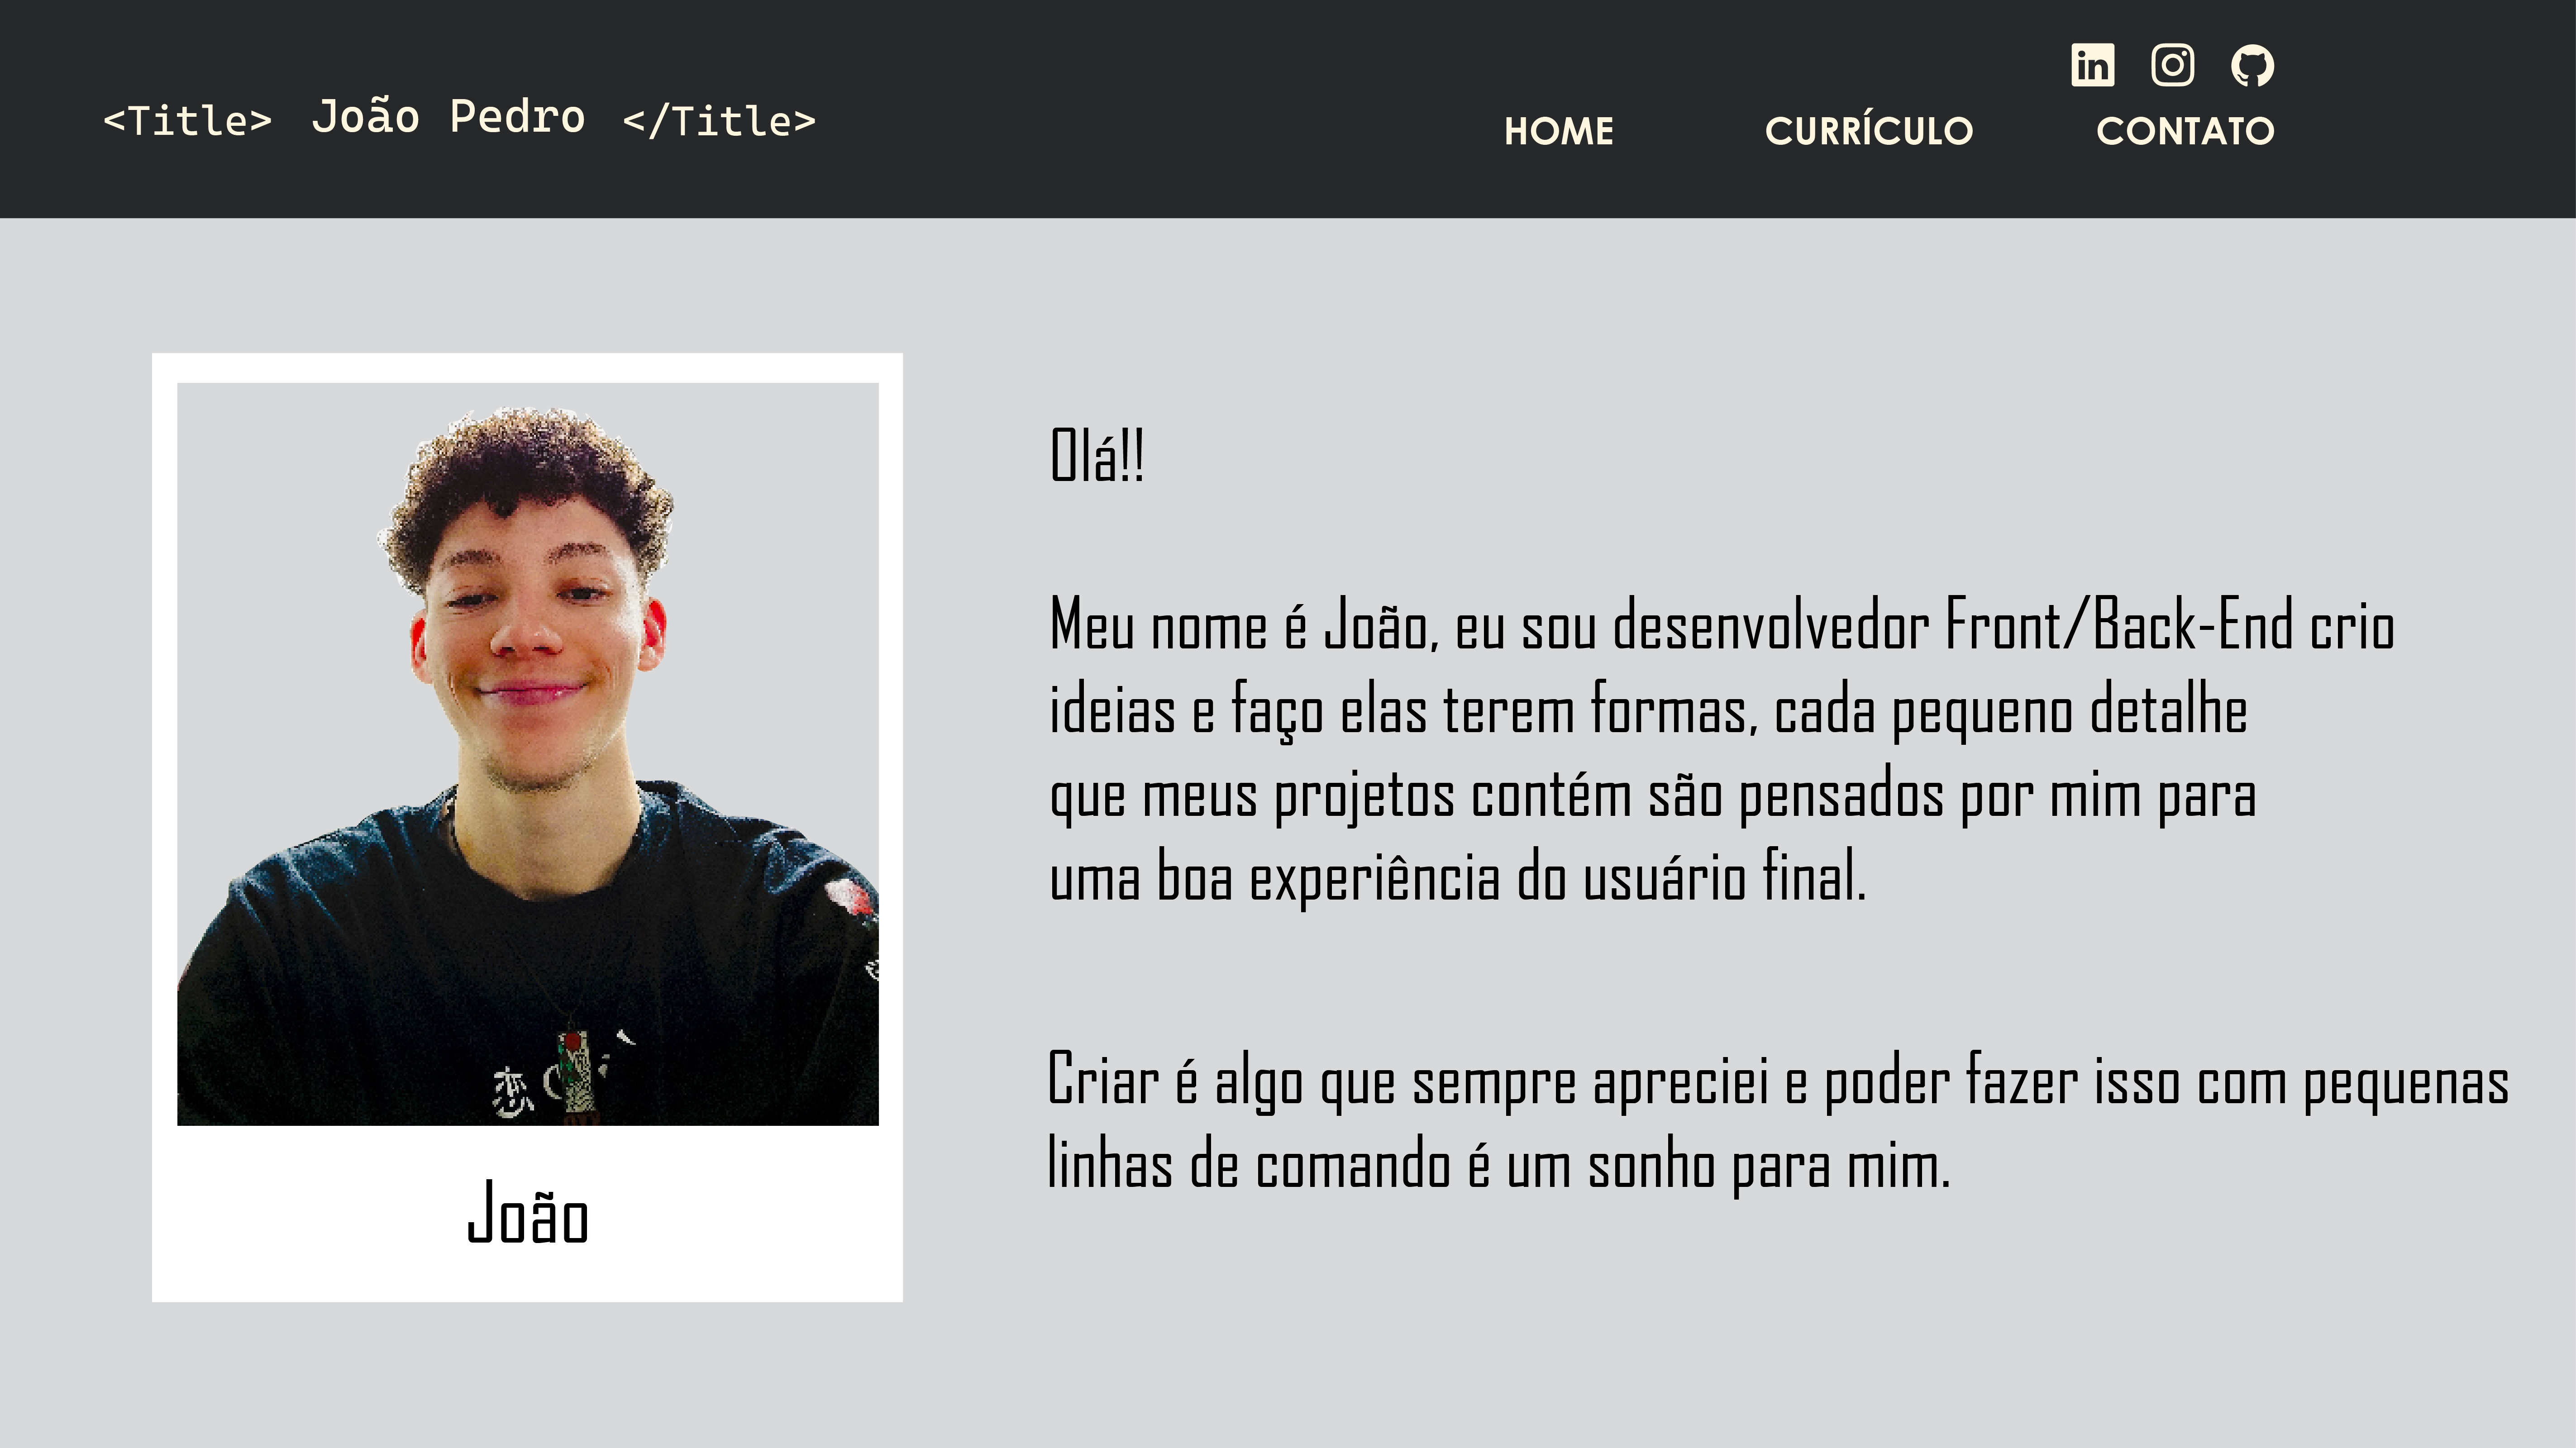 <Title> João Pedro </Title>
in
HOME CURRÍCULO CONTATO
Olá!!
Meu nome é João, eu sou desenvolvedor Front/Back-End crio
ideias e faço elas terem formas, cada pequeno detalhe
que meus projetos contém são pensados por mim para
uma boa experiência do usuário final.
Criar é algo que sempre apreciei e poder fazer isso com pequenas
linhas de comando é um sonho para mim.
恋
João